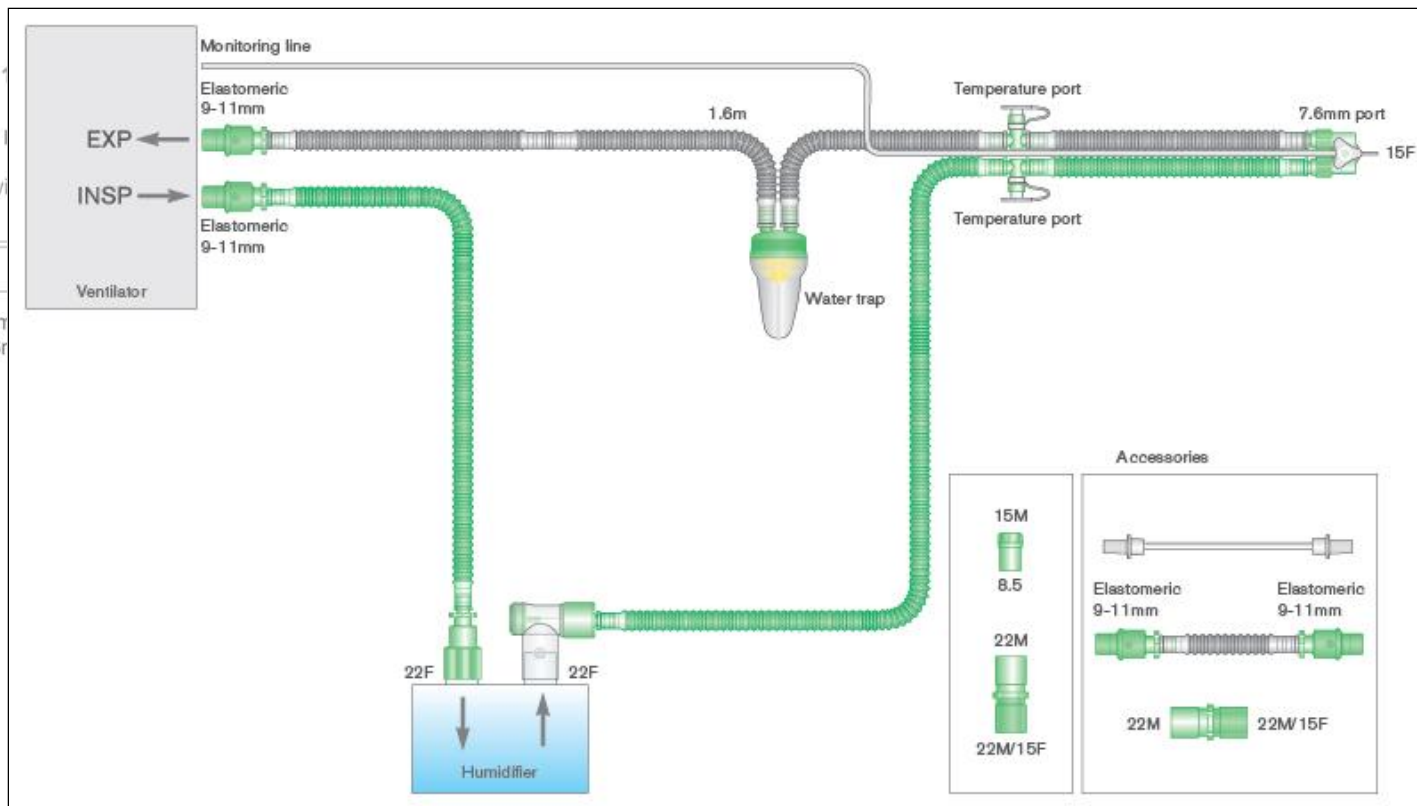 Monitoring line
Elastomeric
9-11mm
1.6m
Temperature port
7.6mm port
EXP
15F
INSP
Elastomeric
9-11mm
Temperature port
Ventilator
Water trap
22F
22F
Humidifier
Accessories
15M
8.5
22M
22M/15F
Elastomeric
9-11mm
Elastomeric
9-11mm
22M
22M/15F